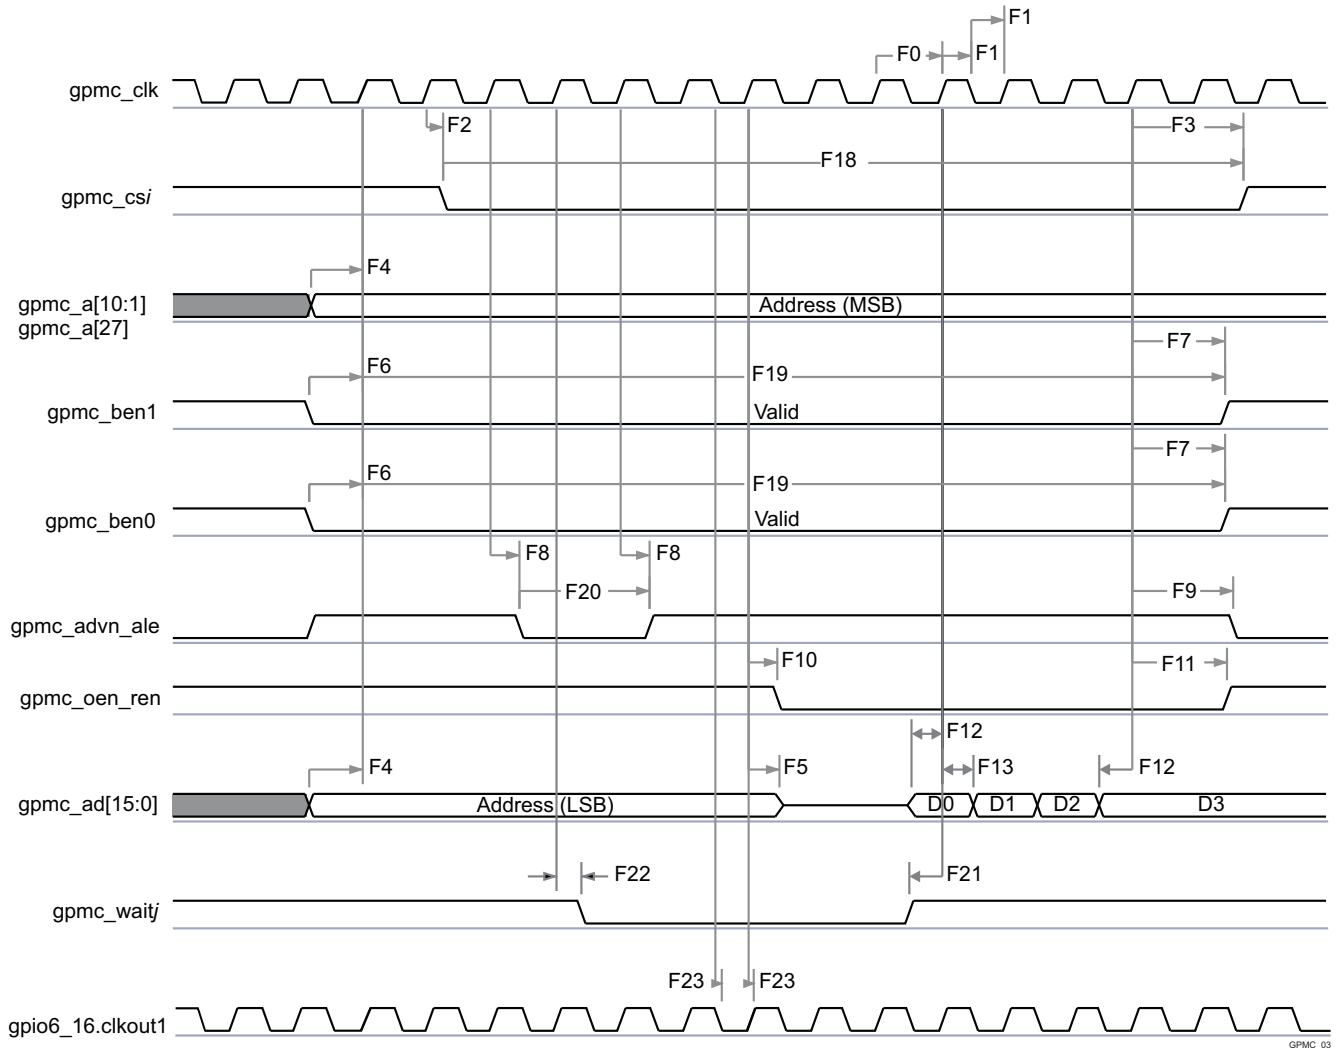 F1
F0 F1
gpmc_clk
F2 F3
F18
gpmc_csi
F4
gpmc_a[10:1] Address (MSB)
gpmc_a[27]
F7
F6 F19
gpmc_ben1 Valid
F7
F6 F19
gpmc_ben0 Valid
F8 F8
F20 F9
gpmc_advn_ale
F10 F11
gpmc_oen_ren
F12
F4 F5 F13 F12
gpmc_ad[15:0] Address (LSB) D0 D1 D2 D3
F22 F21
gpmc_waitj
F23 F23
gpio6_16.clkout1
GPMC_03